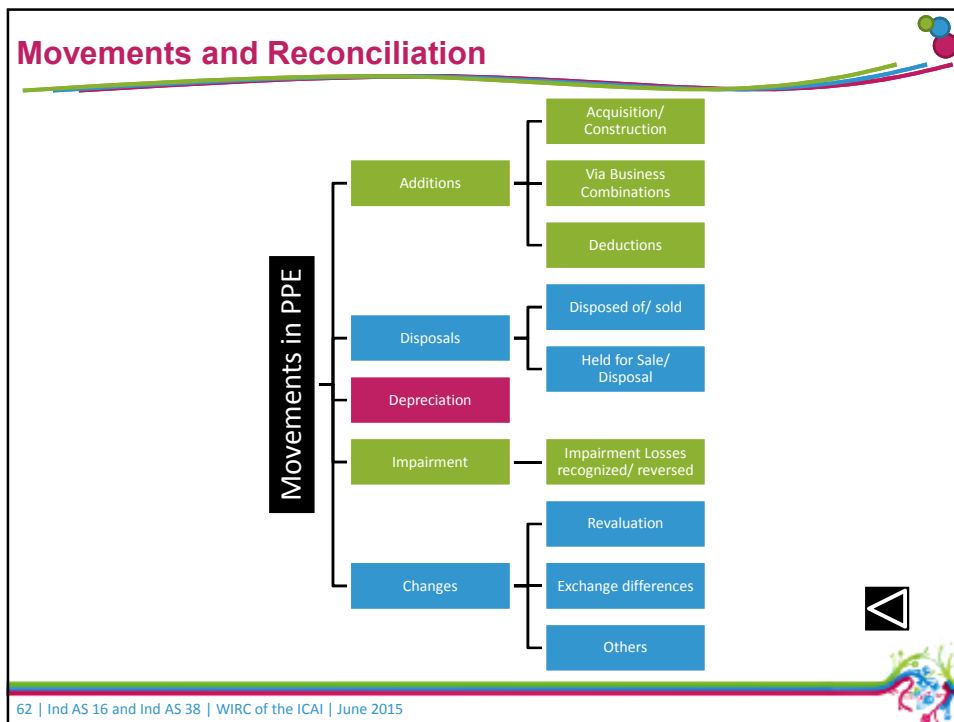 Movements and Reconciliation
Movements in PPE
Additions
Acquisition/
Construction
Via Business
Combinations
Deductions
Disposals
Disposed of/ sold
Held for Sale/
Disposal
Depreciation
Impairment
Impairment Losses
recognized/ reversed
Changes
Revaluation
Exchange differences
Others
62 | Ind AS 16 and Ind AS 38 | WIRC of the ICAI | June 2015